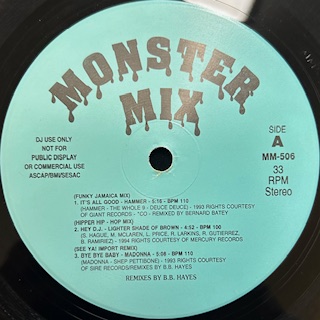 MONSTER
MIX
DJ USE ONLY
NOT FOR
PUBLIC DISPLAY
OR COMMERCIAL USE
ASCAP/BMI/SESAC
SIDE
A
MM-506
33
RPM
Stereo
(FUNKY JAMAICA MIX)
1. IT'S ALL GOOD - HAMMER - 5:16 - BPM 110
(HAMMER - THE WHOLE 9 - DEUCE DEUCE) - 1993 RIGHTS COURTESY
OF GIANT RECORDS - "CO - REMIXED BY BERNARD BATEY
(HIPPER HIP - HOP MIX)
2. HEY D.J. - LIGHTER SHADE OF BROWN - 4:52 - BPM 100
(S. HAGUE, M. MCLAREN, L. PRICE, R. LARKINS, R. GUTIERREZ,
B. RAMIREZ) - 1994 RIGHTS COURTESY OF MERCURY RECORDS
(SEE YA! IMPORT REMIX)
3. BYE BYE BABY - MADONNA - 5:08 - BPM 110
(MADONNA - SHEP PETTIBONE) - 1993 RIGHTS COURTESY
OF SIRE RECORDS/REMIXES BY B.B. HAYES
REMIXES BY B.B. HAYES